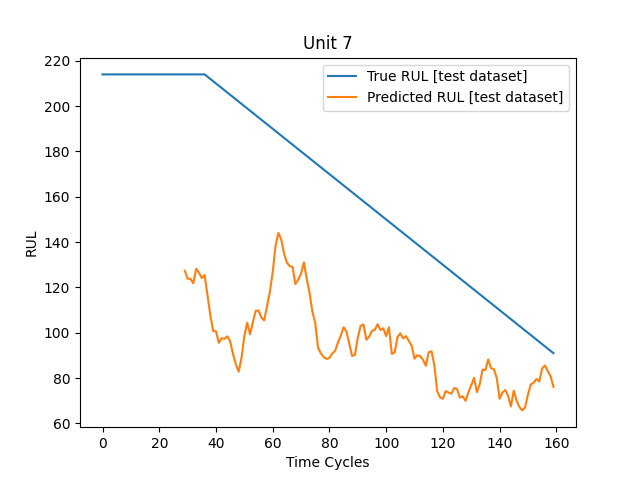 Unit 7
220
200
180
160
140
120
100
80
60
RUL
True RUL [test dataset]
Predicted RUL [test dataset]
0 20 40 60 80 100 120 140 160
Time Cycles